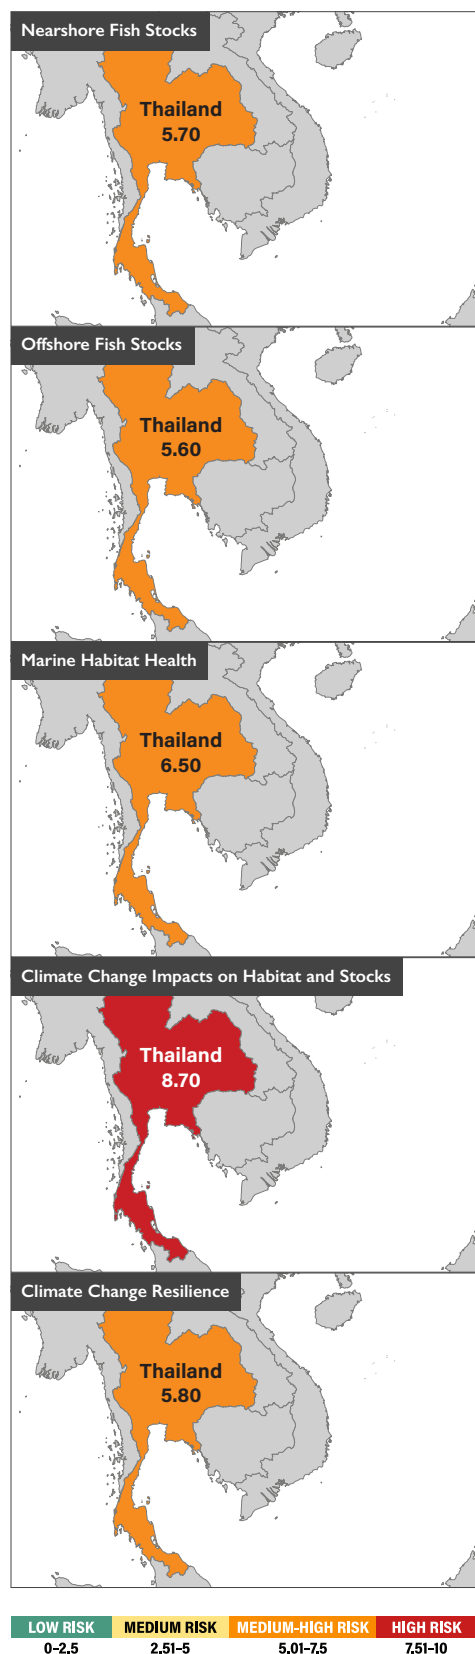 Nearshore Fish Stocks
Thailand
5.70
Offshore Fish Stocks
Thailand
5.60
Marine Habitat Health
Thailand
6.50
Climate Change Impacts on Habitat and Stocks
Thailand
8.70
Climate Change Resilience
Thailand
5.80
LOW RISK MEDIUM RISK MEDIUM-HIGH RISK HIGH RISK
0–2.5 2.51–5 5.01–7.5 7.51–10